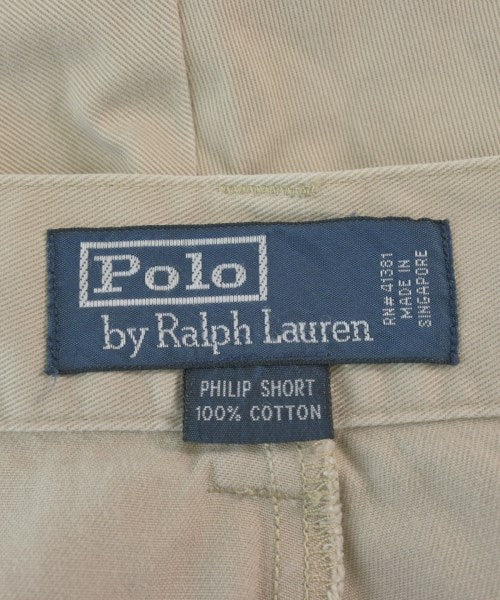 Polo
by Ralph Lauren
RN# 41381
MADE IN
SINGAPORE
PHILIP SHORT
100% COTTON